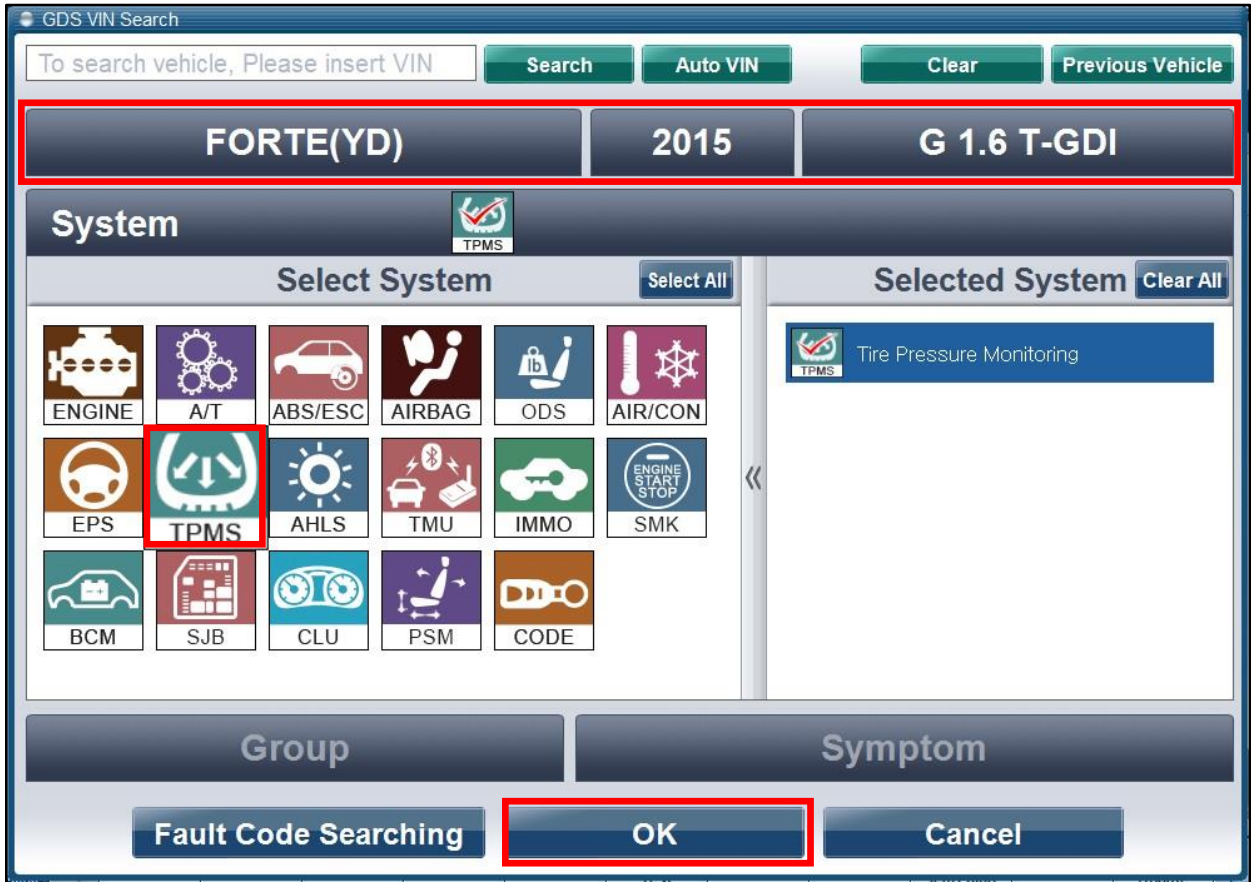 GDS VIN Search
To search vehicle, Please insert VIN Search Auto VIN Clear Previous Vehicle
FORTE(YD) 2015 G 1.6 T-GDI
System TPMS
Select System Select All Selected System Clear All
TPMS Tire Pressure Monitoring
lb
ENGINE A/T ABS/ESC AIRBAG ODS AIR/CON
ENGINE
START
STOP
EPS TPMS AHLS TMU IMMO SMK
BCM SJB CLU PSM CODE
Group Symptom
Fault Code Searching OK Cancel